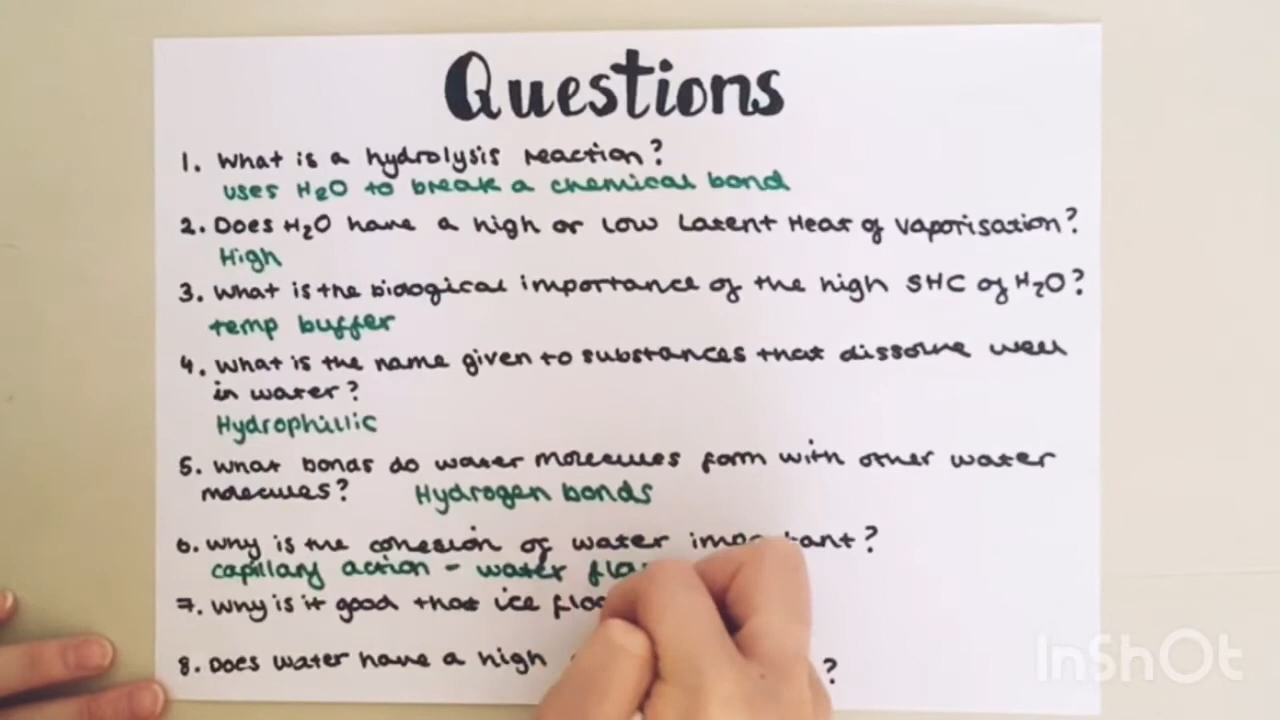 Questions
1. What is a hydrolysis reaction?
uses H2O to break a chemical bond
2. Does H2O have a high or low Latent Heat of vaporisation?
High
3. What is the biological importance of the high SHC of H2O?
temp buffer
4. What is the name given to substances that dissolve well
in water?
Hydrophillic
5. What bonds do water molecules form with other water
molecules? Hydrogen bonds
6. Why is the cohesion of water important?
capillary action - water
7. Why is it good that ice
8. Does water have a high ?
InShOt